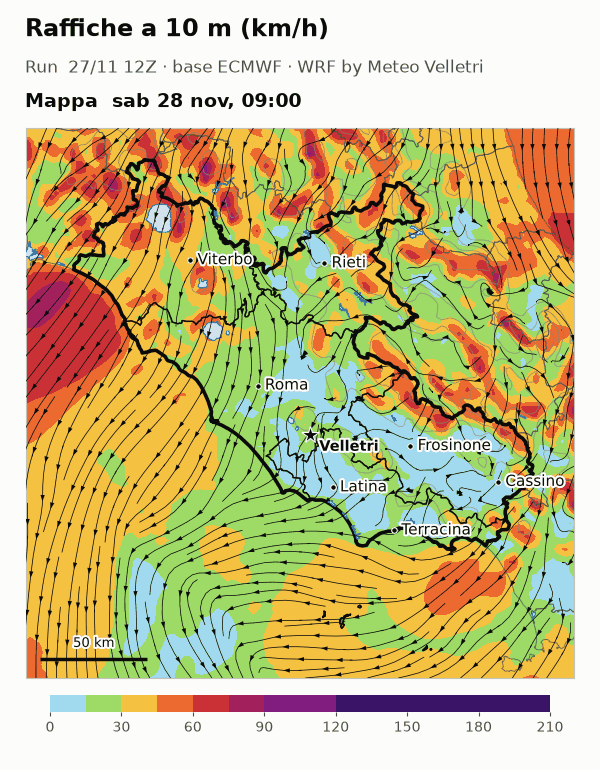 Raffiche a 10 m (km/h)
Run 27/11 12Z · base ECMWF · WRF by Meteo Velletri
Mappa sab 28 nov, 09:00
Viterbo
Rieti
Roma
Velletri
Frosinone
Cassino
Latina
Terracina
50 km
0 30 60 90 120 150 180 210